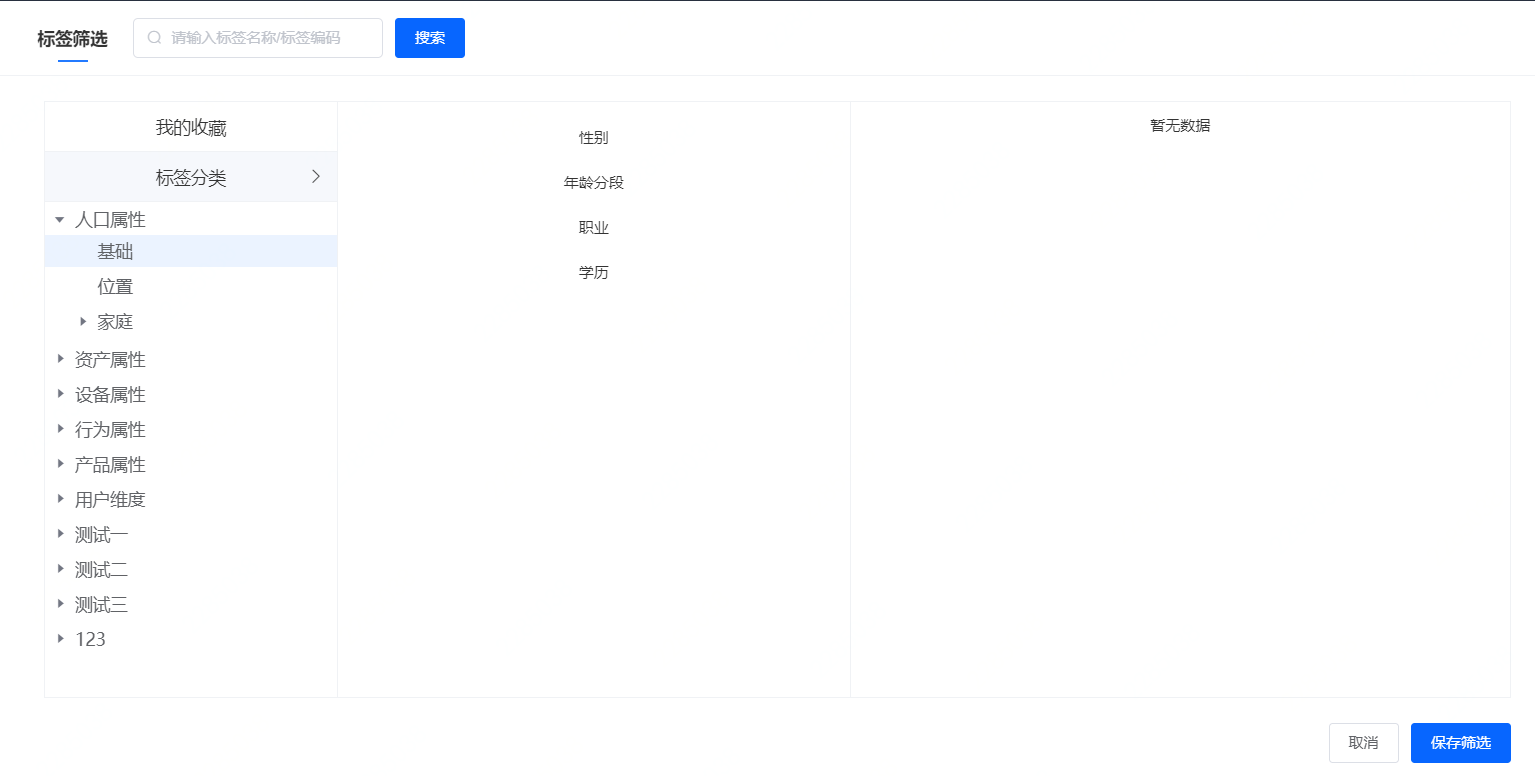 标签筛选
请输入标签名称/标签编码
搜索
我的收藏
标签分类
人口属性
基础
位置
家庭
资产属性
设备属性
行为属性
产品属性
用户维度
测试一
测试二
测试三
123
性别
年龄分段
职业
学历
暂无数据
取消
保存筛选